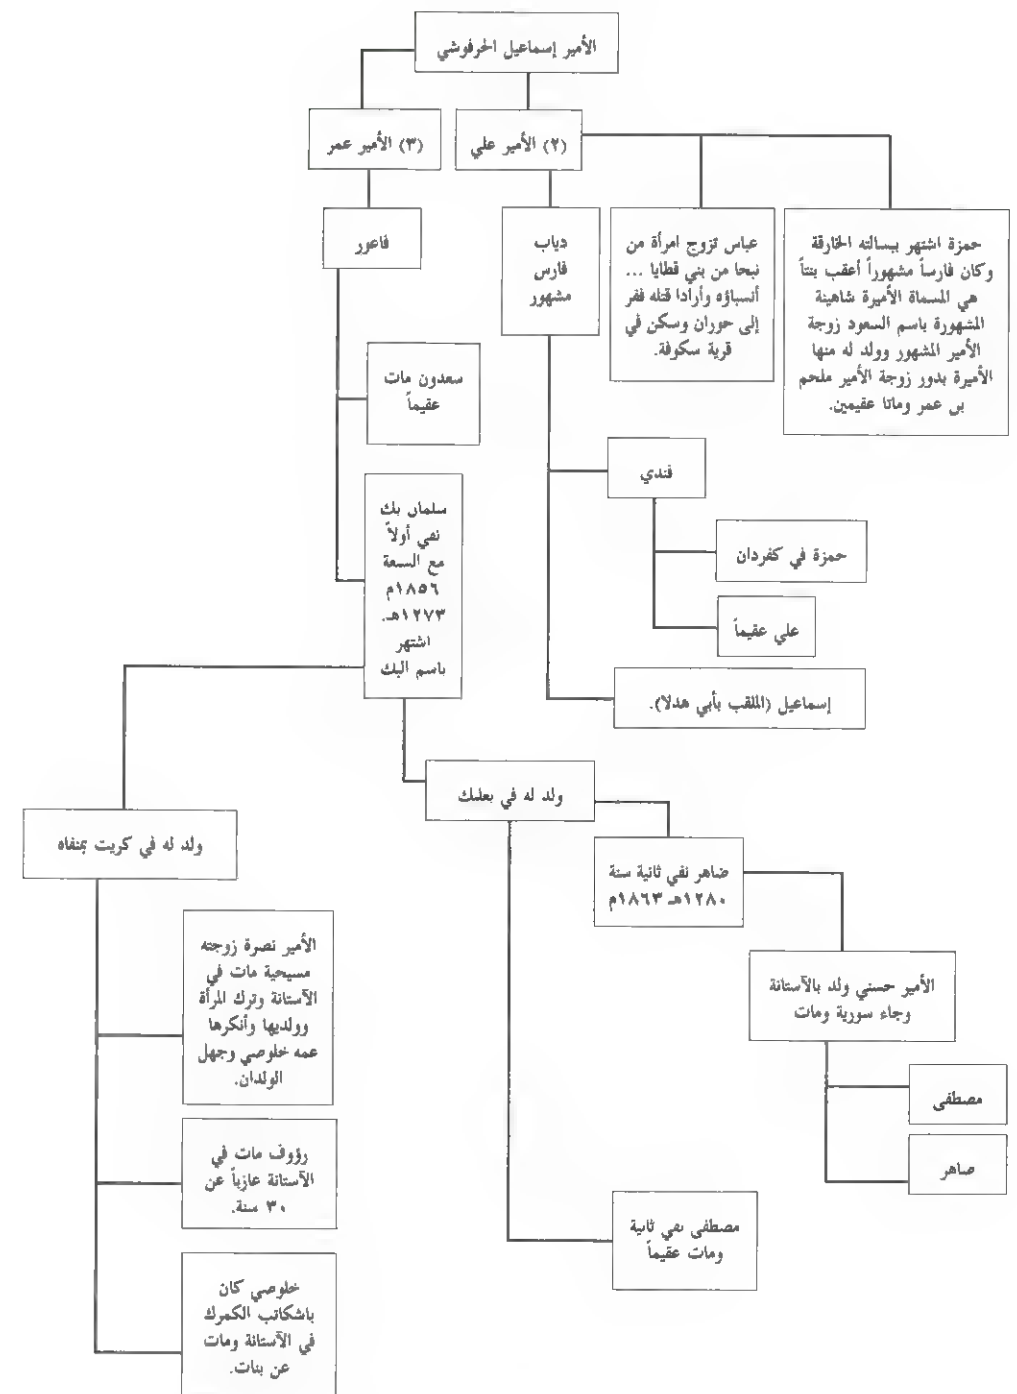 الأمير إسماعيل الحرفوشي
(٢) الأمير علي
(٣) الأمير عمر
حمزة اشتهر ببسالته الخارقة
وكان فارساً مشهوراً أعقب بنتاً
هي المسماة الأميرة شاهينة
المشهورة باسم السعود زوجة
الأمير المشهور وولد له منها
الأميرة بدور زوجة الأمير ملحم
بن عمر وماتا عقيمين.
عباس تزوج امرأة من
نبحا من بني قطايا ...
أنسباؤه وأرادا قتله ففر
إلى حوران وسكن في
قرية سكوفة.
دياب
فارس
مشهور
فاعور
سعدون مات
عقيماً
فندي
حمزة في كفردان
علي عقيماً
إسماعيل (الملقب بأبي هدلا).
سلمان بك
نفي أولاً
مع السبعة
١٨٥٦م
١٢٧٣هـ.
اشتهر
باسم البك
ولد له في بعلبك
ولد له في كريت بمنفاه
ضاهر نفي ثانية سنة
١٢٨٠هـ ١٨٦٣م
الأمير حسني ولد بالآستانة
وجاء سورية ومات
مصطفى
صاهر
مصطفى نفي ثانية
ومات عقيماً
الأمير نصرة زوجته
مسيحية مات في
الآستانة وترك المرأة
وولديها وأنكرها
عمه خلوصي وجهل
الولدان.
رؤوف مات في
الآستانة عازباً عن
٣٠ سنة.
خلوصي كان
باشكاتب الكمرك
في الآستانة ومات
عن بنات.